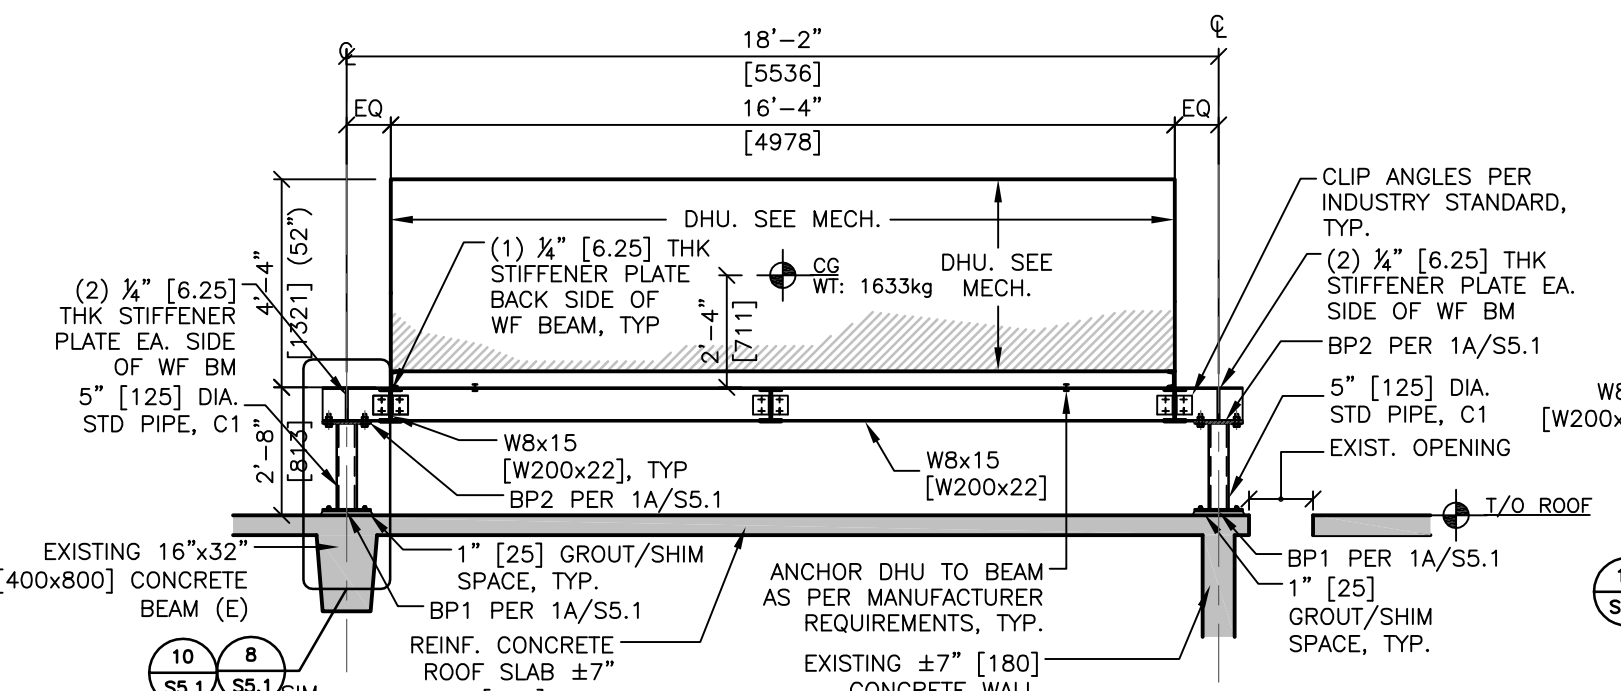 ℄
℄
18'-2"
[5536]
EQ
16'-4"
EQ
[4978]
DHU. SEE MECH.
CLIP ANGLES PER
INDUSTRY STANDARD,
TYP.
(1) ¼" [6.25] THK
STIFFENER PLATE
BACK SIDE OF
WF BEAM, TYP
CG
WT: 1633kg
DHU. SEE
MECH.
(2) ¼" [6.25] THK
STIFFENER PLATE EA.
SIDE OF WF BM
4'-4"
[1321] (52")
2'-4"
[711]
(2) ¼" [6.25]
THK STIFFENER
PLATE EA. SIDE
OF WF BM
BP2 PER 1A/S5.1
5" [125] DIA.
STD PIPE, C1
5" [125] DIA.
STD PIPE, C1
W8
[W200x
2'-8"
[813]
W8x15
[W200x22], TYP
BP2 PER 1A/S5.1
W8x15
[W200x22]
EXIST. OPENING
T/O ROOF
EXISTING 16"x32"
[400x800] CONCRETE
BEAM (E)
1" [25] GROUT/SHIM
SPACE, TYP.
BP1 PER 1A/S5.1
ANCHOR DHU TO BEAM
AS PER MANUFACTURER
REQUIREMENTS, TYP.
BP1 PER 1A/S5.1
1" [25]
GROUT/SHIM
SPACE, TYP.
REINF. CONCRETE
ROOF SLAB ±7"
EXISTING ±7" [180]
CONCRETE WALL
10
S5.1
8
S5.1
SIM
1
S